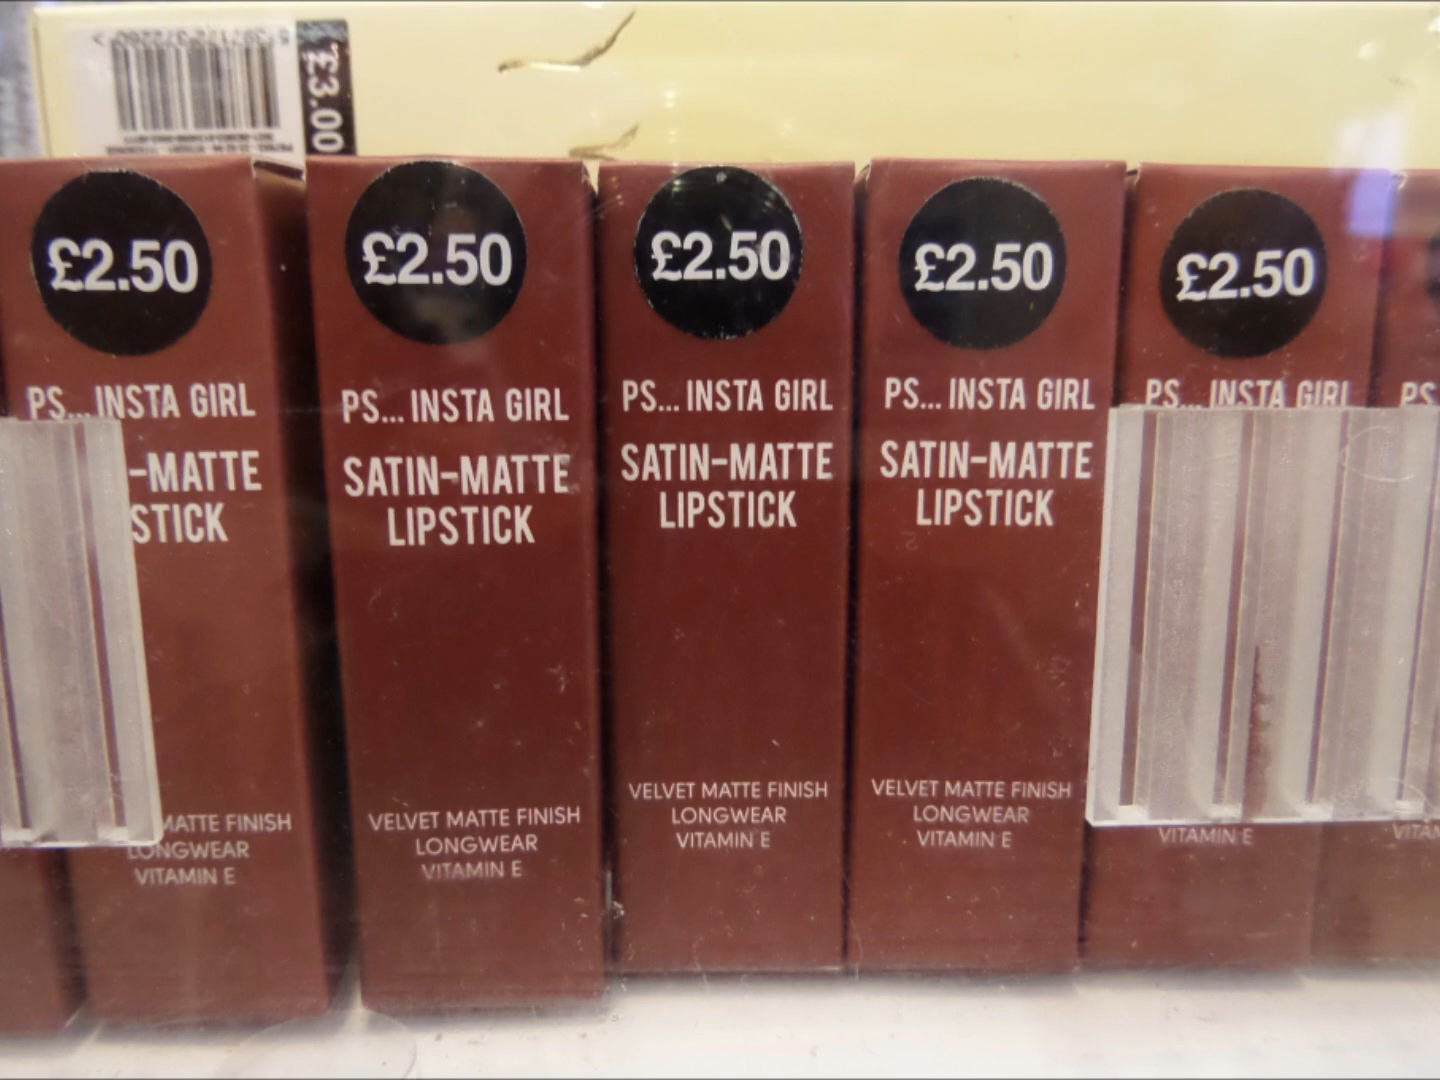 £3.00
£2.50
PS... INSTA GIRL
-MATTE
STICK
MATTE FINISH
LONGWEAR
VITAMIN E
£2.50
PS... INSTA GIRL
SATIN-MATTE
LIPSTICK
VELVET MATTE FINISH
LONGWEAR
VITAMIN E
£2.50
PS... INSTA GIRL
SATIN-MATTE
LIPSTICK
VELVET MATTE FINISH
LONGWEAR
VITAMIN E
£2.50
PS... INSTA GIRL
SATIN-MATTE
LIPSTICK
VELVET MATTE FINISH
LONGWEAR
VITAMIN E
£2.50
PS... INSTA GIRL
VITAMIN E
PS
VITAM